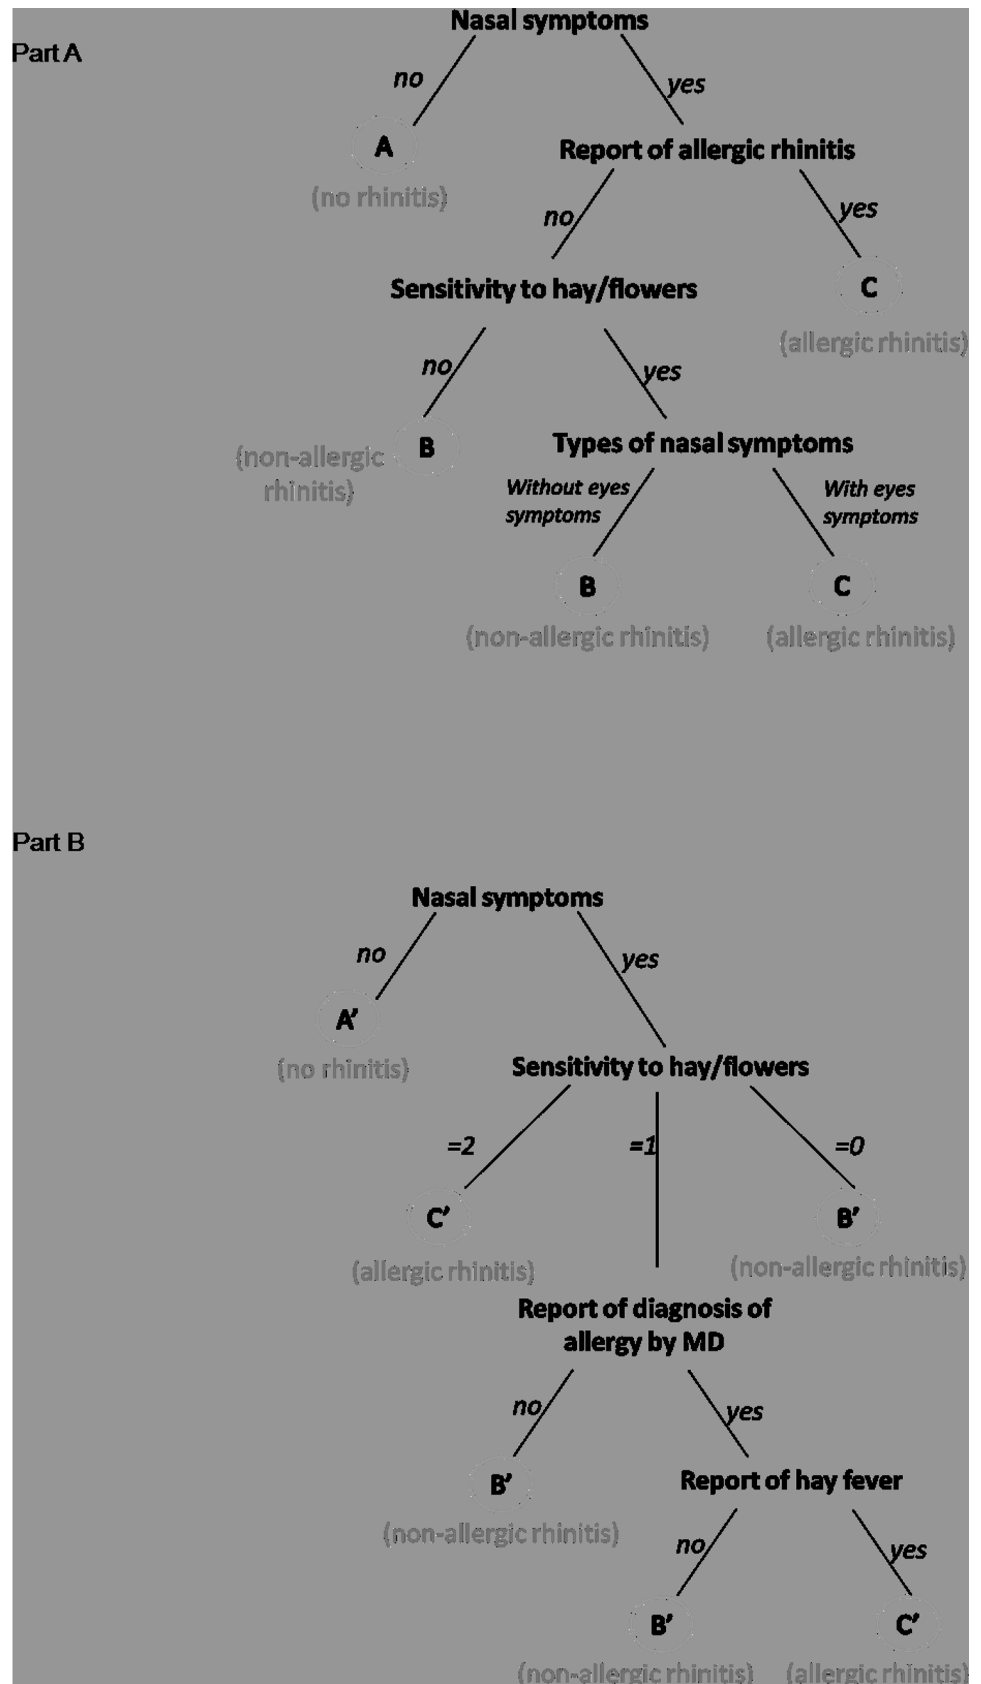 Nasal symptoms
Part A
no
yes
A
Report of allergic rhinitis
(no rhinitis)
no
yes
Sensitivity to hay/flowers
C
(allergic rhinitis)
no
yes
(non-allergic
rhinitis)
B
Types of nasal symptoms
Without eyes
symptoms
With eyes
symptoms
B
C
(non-allergic rhinitis)
(allergic rhinitis)
Part B
Nasal symptoms
no
yes
A’
(no rhinitis)
Sensitivity to hay/flowers
=2
=1
=0
C’
B’
(allergic rhinitis)
(non-allergic rhinitis)
Report of diagnosis of
allergy by MD
no
yes
B’
Report of hay fever
(non-allergic rhinitis)
no
yes
B’
C’
(non-allergic rhinitis)
(allergic rhinitis)